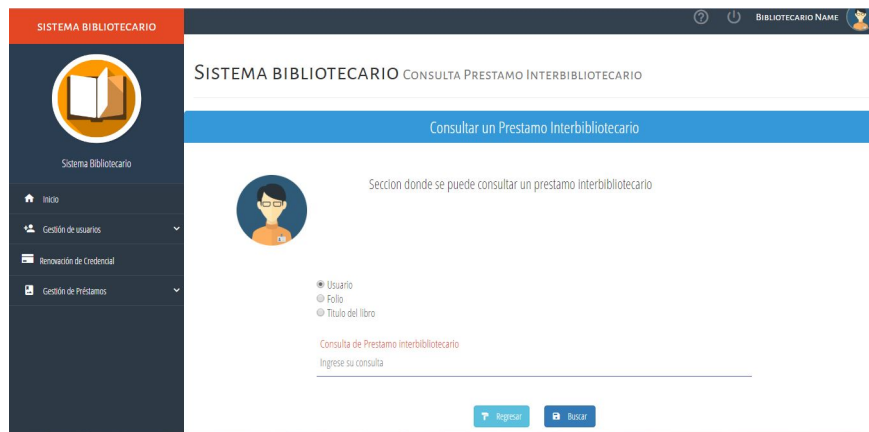 SISTEMA BIBLIOTECARIO
BIBLIOTECARIO NAME
SISTEMA BIBLIOTECARIO CONSULTA PRESTAMO INTERBIBLIOTECARIO
Consultar un Prestamo Interbibliotecario
Sistema Bibliotecario
Seccion donde se puede consultar un prestamo interbibliotecario
Inicio
Gestión de usuarios
Renovación de Credencial
Gestión de Préstamos
Usuario
Folio
Titulo del libro
Consulta de Prestamo Interbibliotecario
Ingrese su consulta
Regresar Buscar